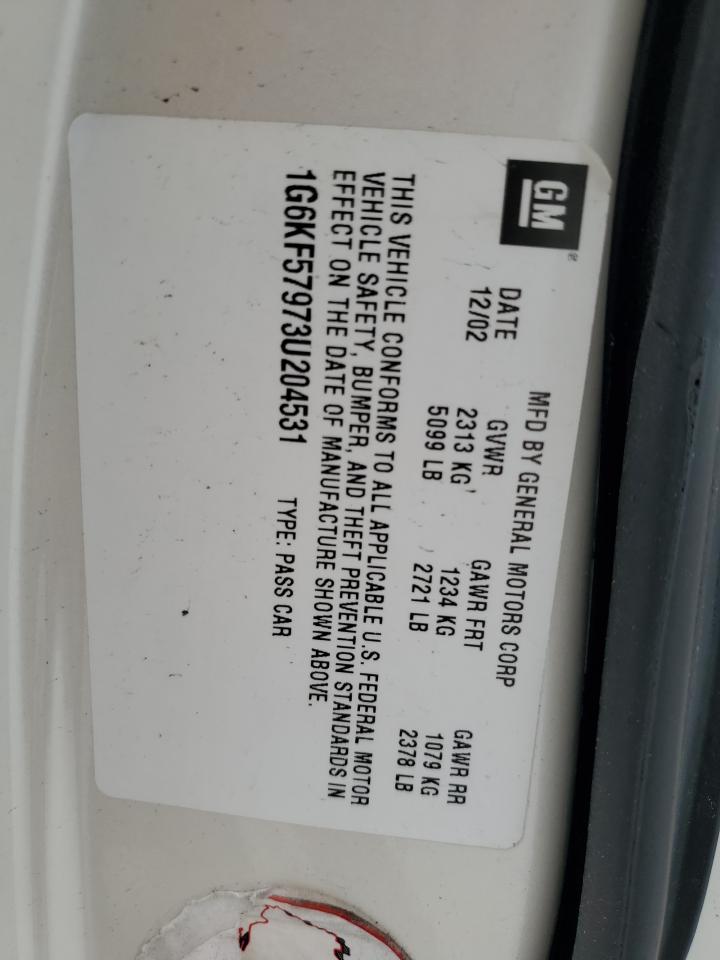 GM®
MFD BY GENERAL MOTORS CORP
DATE GVWR GAWR FRT GAWR RR
12/02 2313 KG 1234 KG 1079 KG
5099 LB 2721 LB 2378 LB
THIS VEHICLE CONFORMS TO ALL APPLICABLE U.S. FEDERAL MOTOR
VEHICLE SAFETY, BUMPER, AND THEFT PREVENTION STANDARDS IN
EFFECT ON THE DATE OF MANUFACTURE SHOWN ABOVE.
1G6KF57973U204531 TYPE: PASS CAR